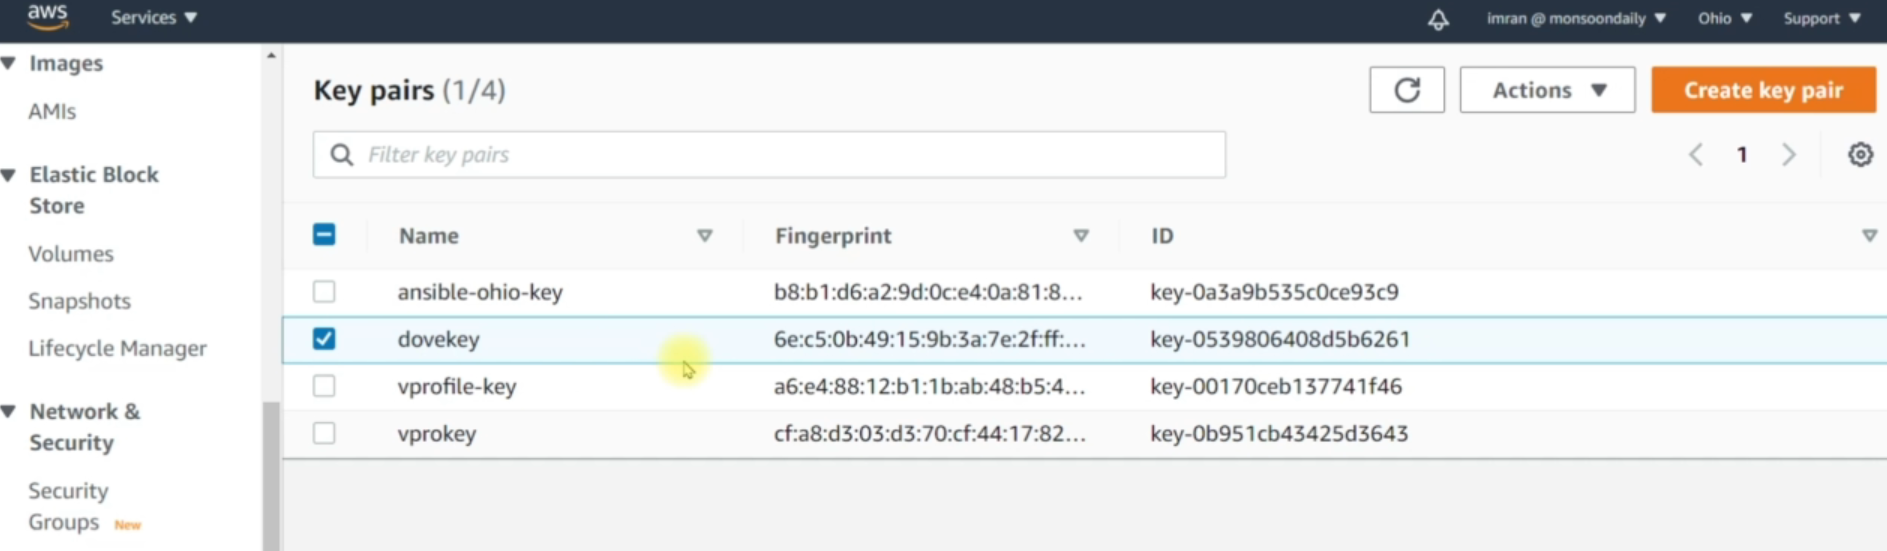 aws Services imran @ monsoondaily Ohio Support
Images
AMIs
Elastic Block
Store
Volumes
Snapshots
Lifecycle Manager
Network &
Security
Security
Groups New
Key pairs (1/4)
Actions
Create key pair
Filter key pairs
1
Name Fingerprint ID
ansible-ohio-key b8:b1:d6:a2:9d:0c:e4:0a:81:8... key-0a3a9b535c0ce93c9
dovekey 6e:c5:0b:49:15:9b:3a:7e:2f:ff:... key-0539806408d5b6261
vprofile-key a6:e4:88:12:b1:1b:ab:48:b5:4... key-00170ceb137741f46
vprokey cf:a8:d3:03:d3:70:cf:44:17:82... key-0b951cb43425d3643